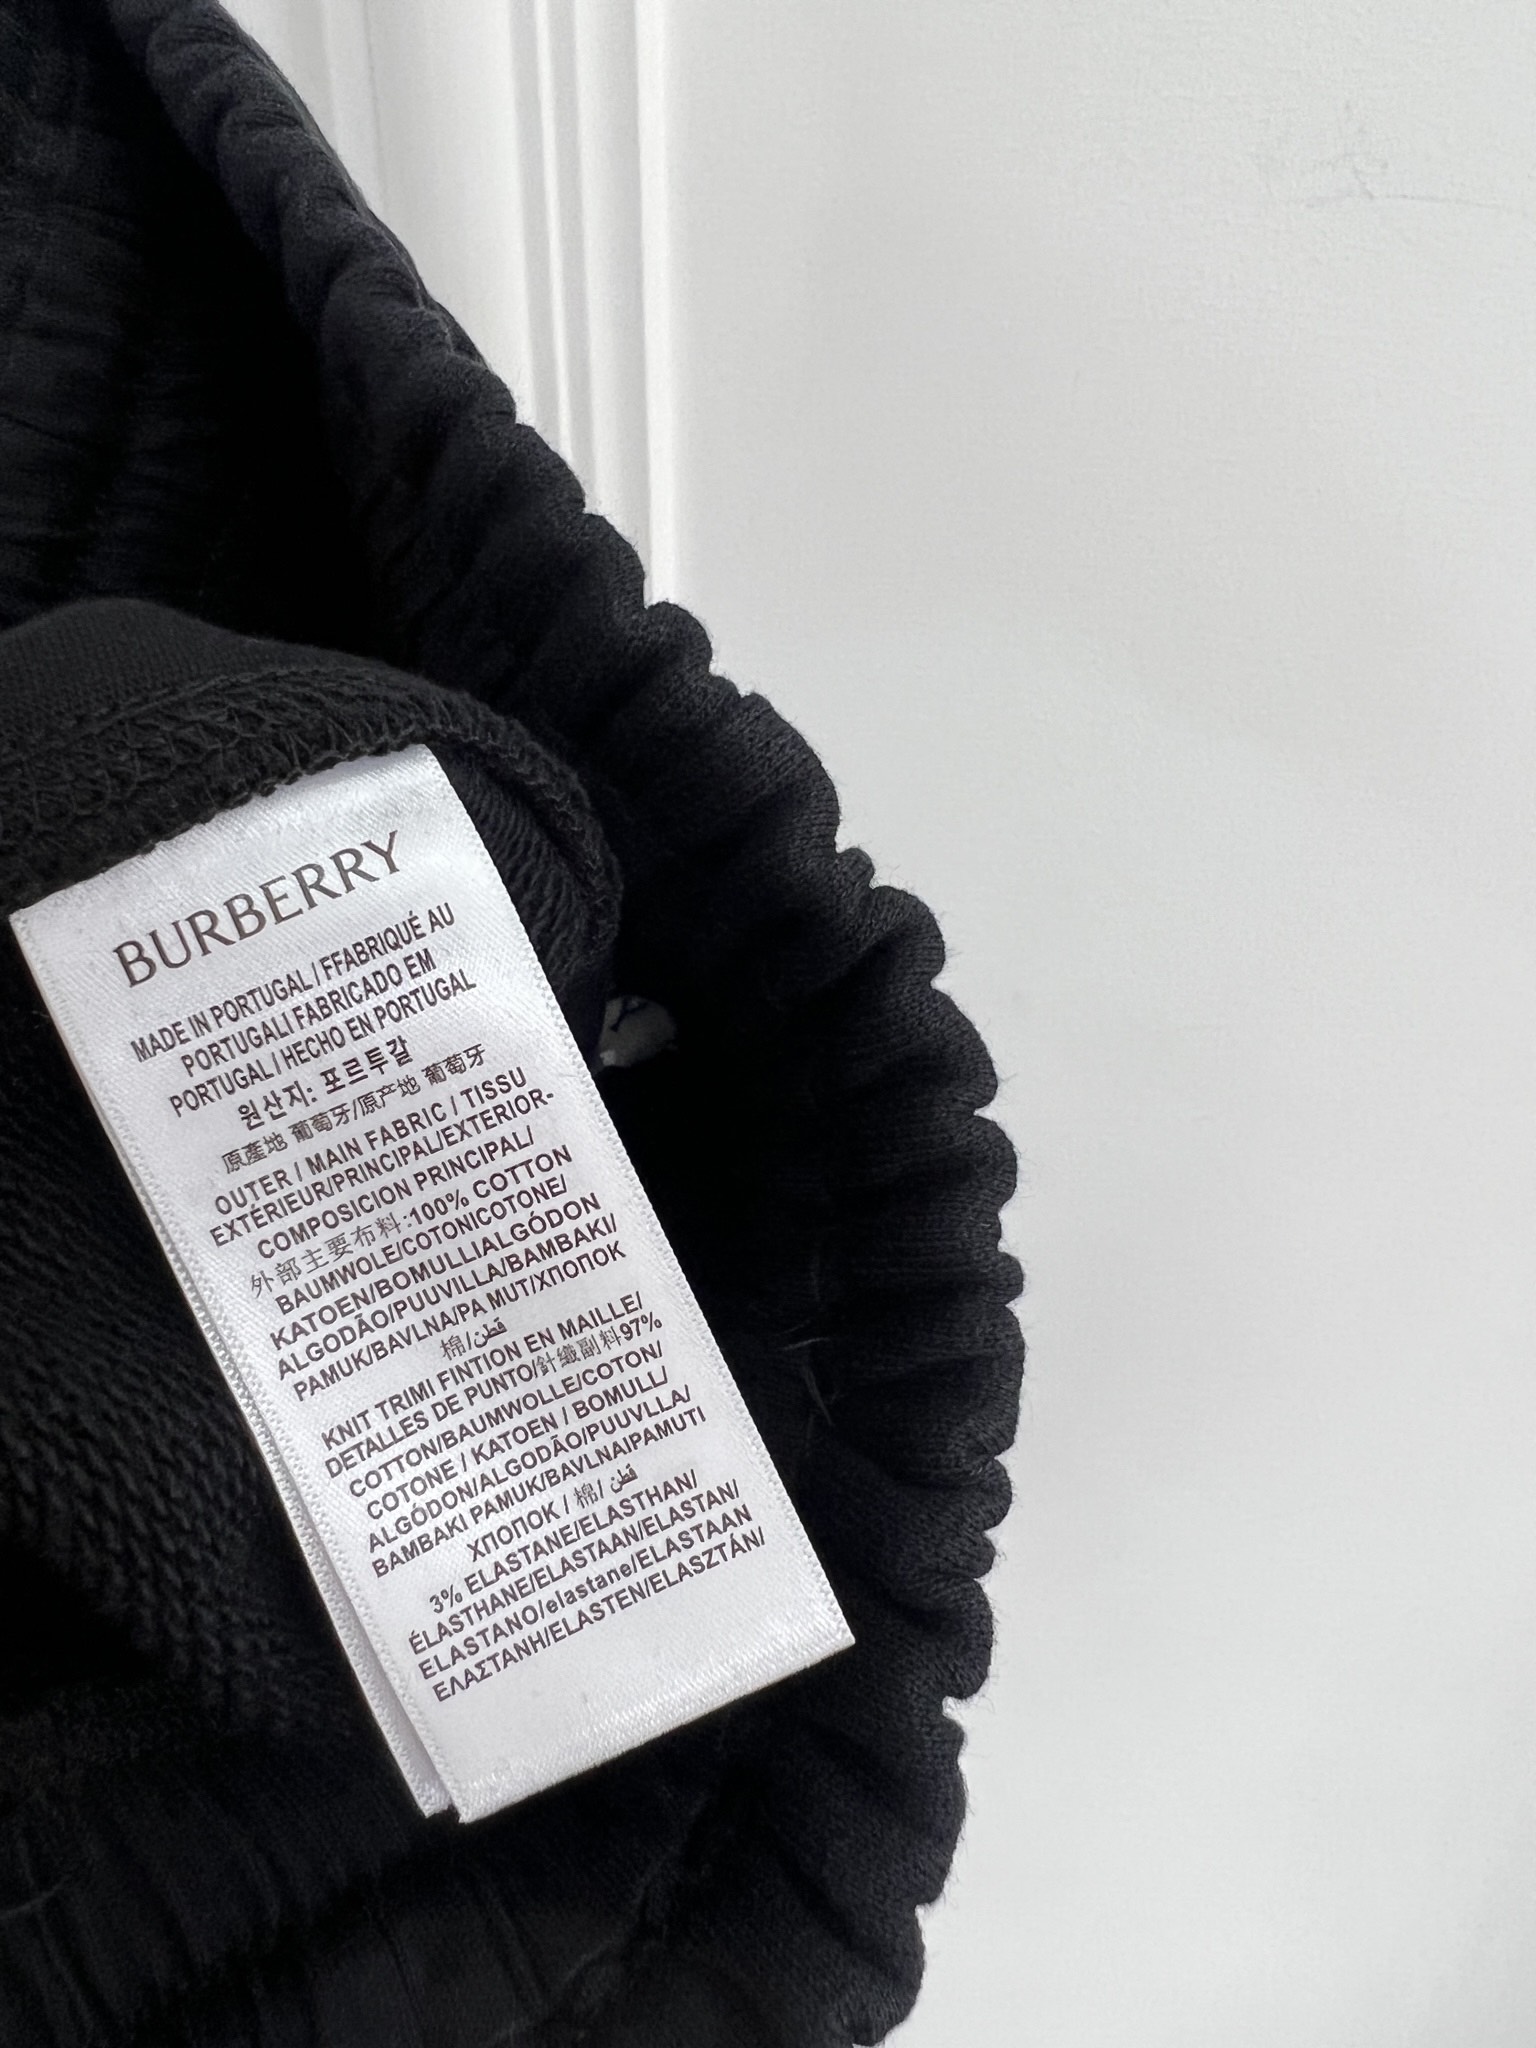 BURBERRY
MADE IN PORTUGAL / FFABRIQUÉ AU
PORTUGALI FABRICADO EM
PORTUGAL / HECHO EN PORTUGAL
원산지: 포르투갈
原產地 葡萄牙/原产地 葡萄牙
OUTER / MAIN FABRIC / TISSU
EXTÉRIEUR/PRINCIPAL/EXTERIOR-
COMPOSICION PRINCIPAL/
外部主要布料:100% COTTON
BAUMWOLE/COTONICOTONE/
KATOEN/BOMULLIALGÓDON
ALGODÃO/PUUVILLA/BAMBAKI/
PAMUK/BAVLNA/PA MUT/ΧΠΟΠΟΚ
棉/قطن
KNIT TRIMI FINTION EN MAILLE/
DETALLES DE PUNTO/針織副料97%
COTTON/BAUMWOLLE/COTON/
COTONE / KATOEN / BOMULL/
ALGÓDON/ALGODÃO/PUUVLLA/
BAMBAKI PAMUK/BAVLNAIPAMUTI
ΧΠΟΠΟΚ / 棉/ قطن
3% ELASTANE/ELASTHAN/
ÉLASTHANE/ELASTAAN/ELASTAN/
ELASTANO/elastane/ELASTAAN
ΕΛΑΣΤΑΝΗ/ELASTEN/ELASZTÁN/